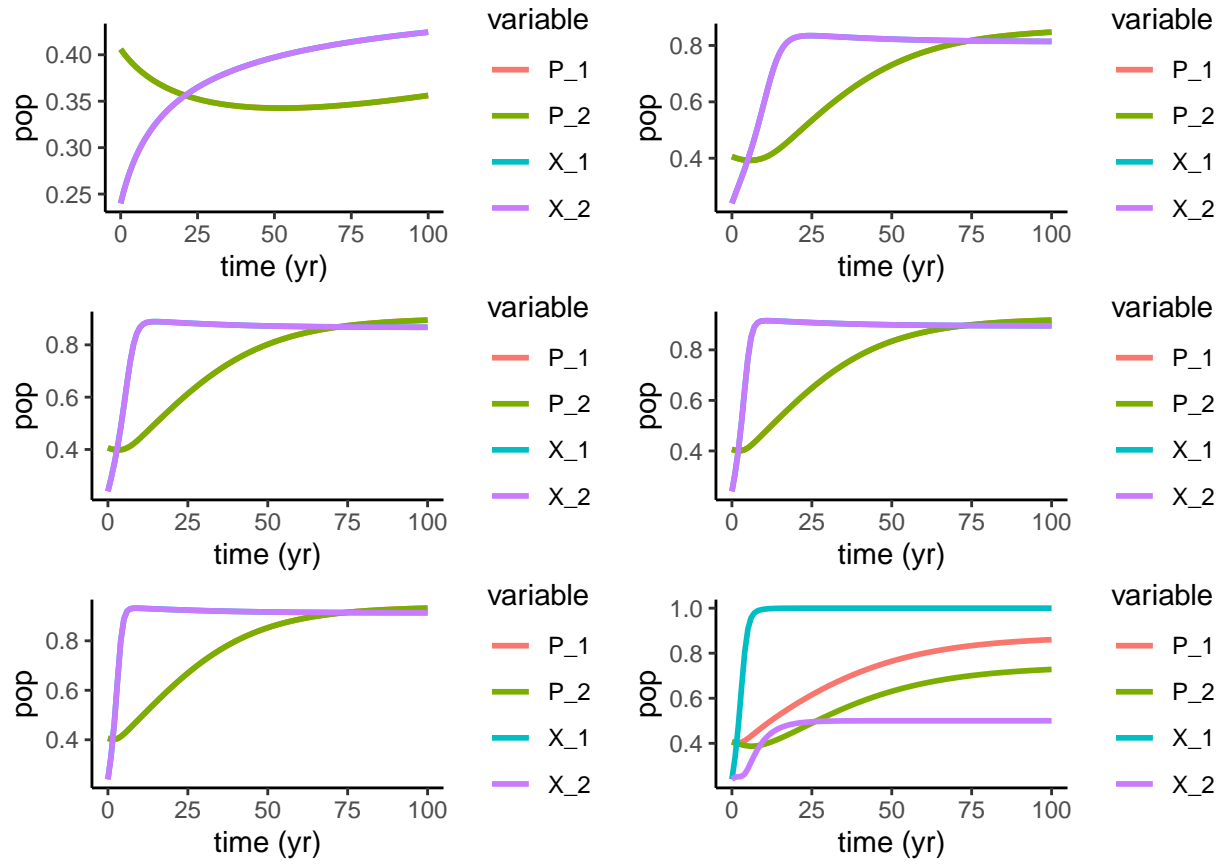 variable
pop
0.40
0.35
0.30
0.25
P_1
P_2
X_1
X_2
0 25 50 75 100
time (yr)
variable
pop
0.8
0.6
0.4
P_1
P_2
X_1
X_2
0 25 50 75 100
time (yr)
variable
pop
0.8
0.6
0.4
P_1
P_2
X_1
X_2
0 25 50 75 100
time (yr)
variable
pop
0.8
0.6
0.4
P_1
P_2
X_1
X_2
0 25 50 75 100
time (yr)
variable
pop
0.8
0.6
0.4
P_1
P_2
X_1
X_2
0 25 50 75 100
time (yr)
variable
pop
1.0
0.8
0.6
0.4
P_1
P_2
X_1
X_2
0 25 50 75 100
time (yr)